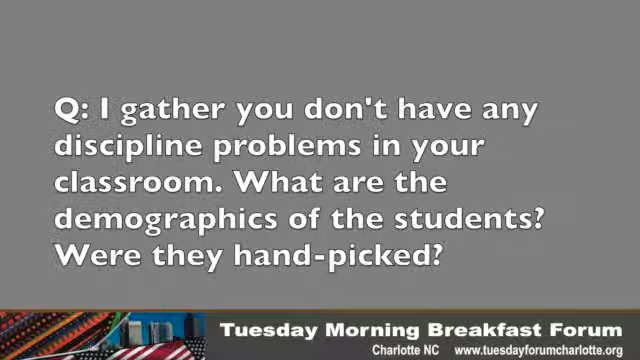 Q: I gather you don't have any
discipline problems in your
classroom. What are the
demographics of the students?
Were they hand-picked?
Tuesday Morning Breakfast Forum
Charlotte NC www.tuesdayforumcharlotte.org